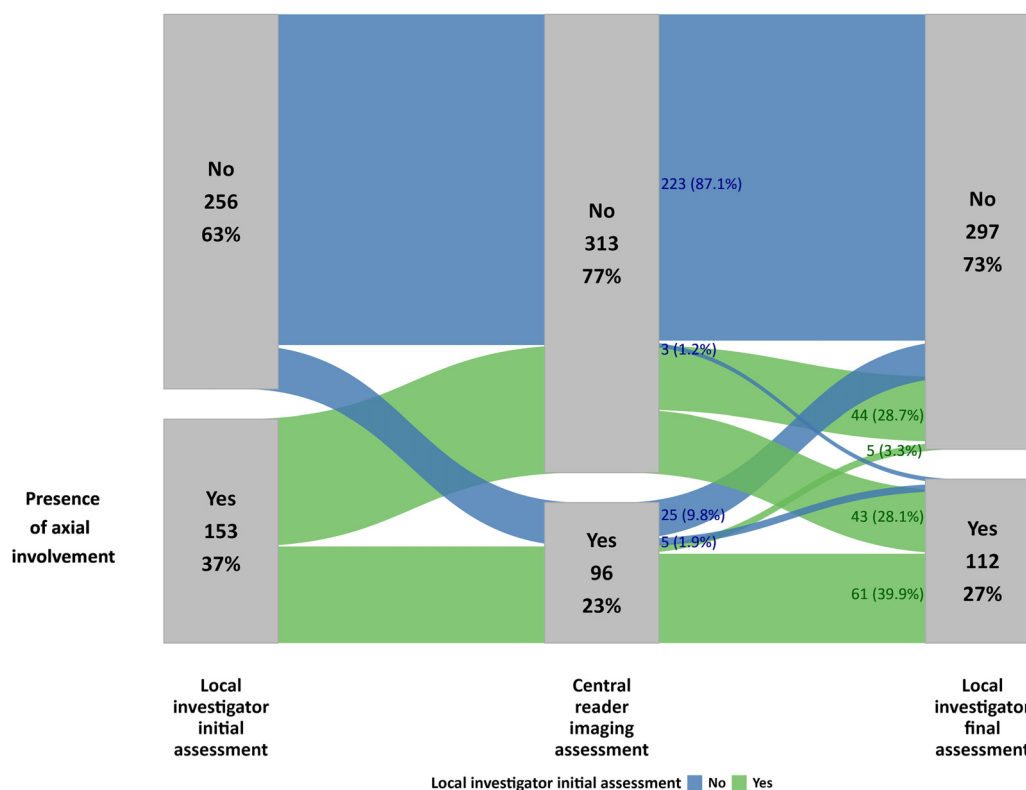 No
256
63%
No
313
77%
No
297
73%
223 (87.1%)
3 (1.2%)
44 (28.7%)
5 (3.3%)
25 (9.8%)
43 (28.1%)
5 (1.9%)
61 (39.9%)
Presence
of axial
involvement
Yes
153
37%
Yes
96
23%
Yes
112
27%
Local
investigator
initial
assessment
Central
reader
imaging
assessment
Local
investigator
final
assessment
Local investigator initial assessment No Yes